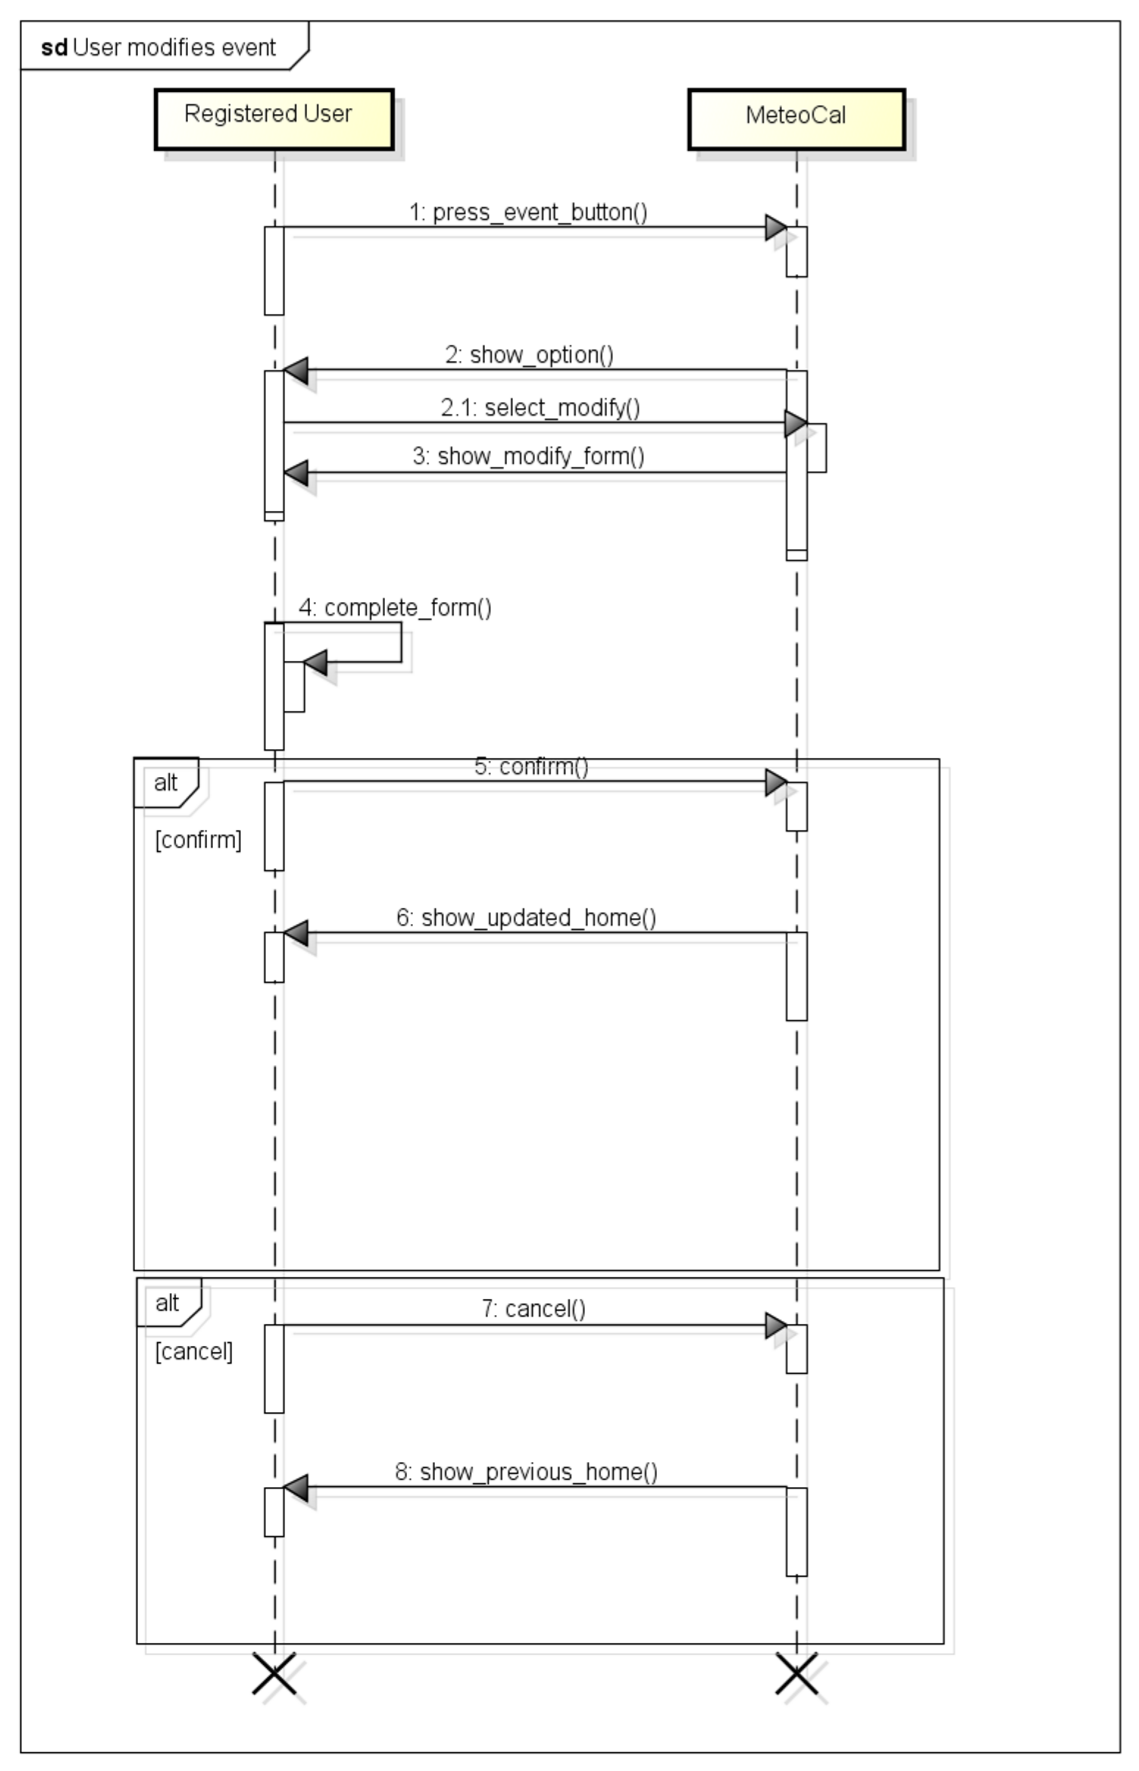 sd User modifies event
Registered User
MeteoCal
1: press_event_button()
2: show_option()
2.1: select_modify()
3: show_modify_form()
4: complete_form()
alt
5: confirm()
[confirm]
6: show_updated_home()
alt
7: cancel()
[cancel]
8: show_previous_home()